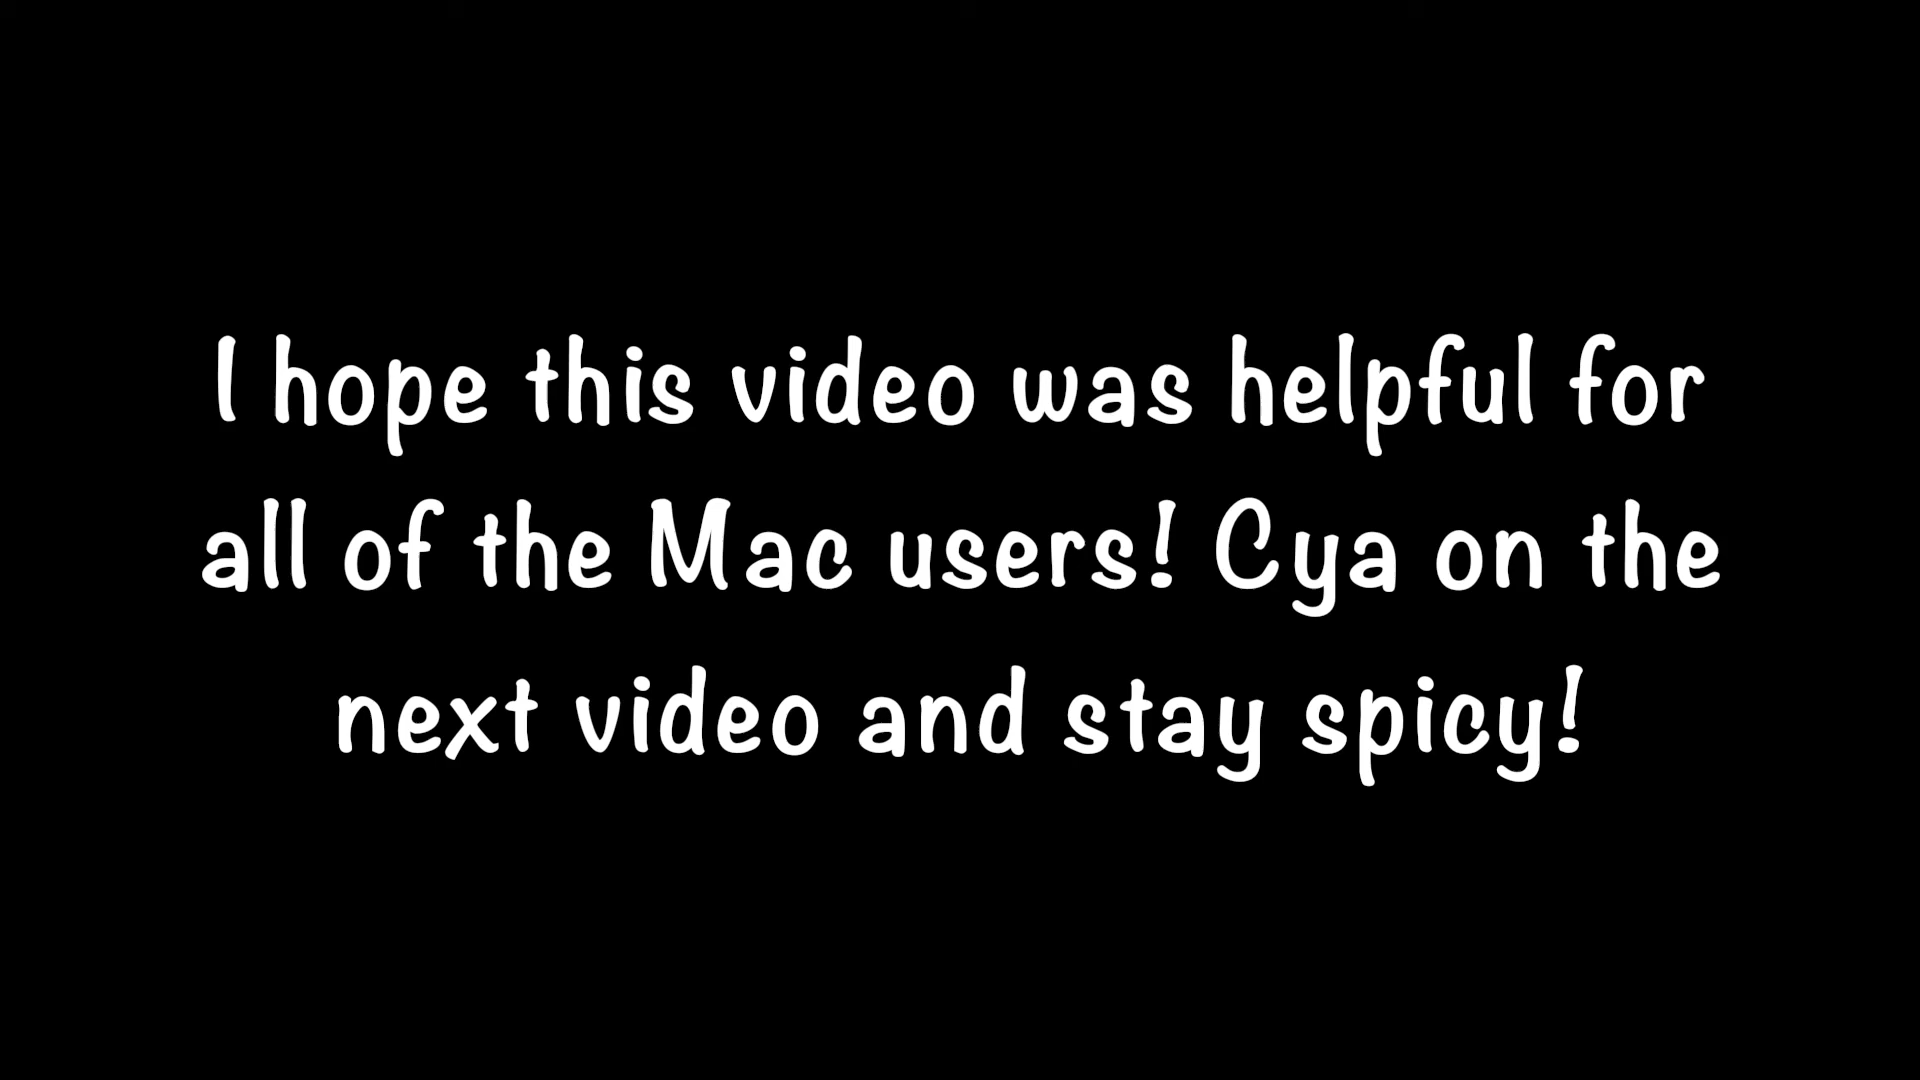 I hope this video was helpful for
all of the Mac users! Cya on the
next video and stay spicy!